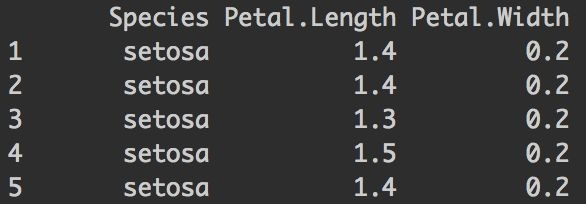 Species Petal.Length Petal.Width
1 setosa 1.4 0.2
2 setosa 1.4 0.2
3 setosa 1.3 0.2
4 setosa 1.5 0.2
5 setosa 1.4 0.2